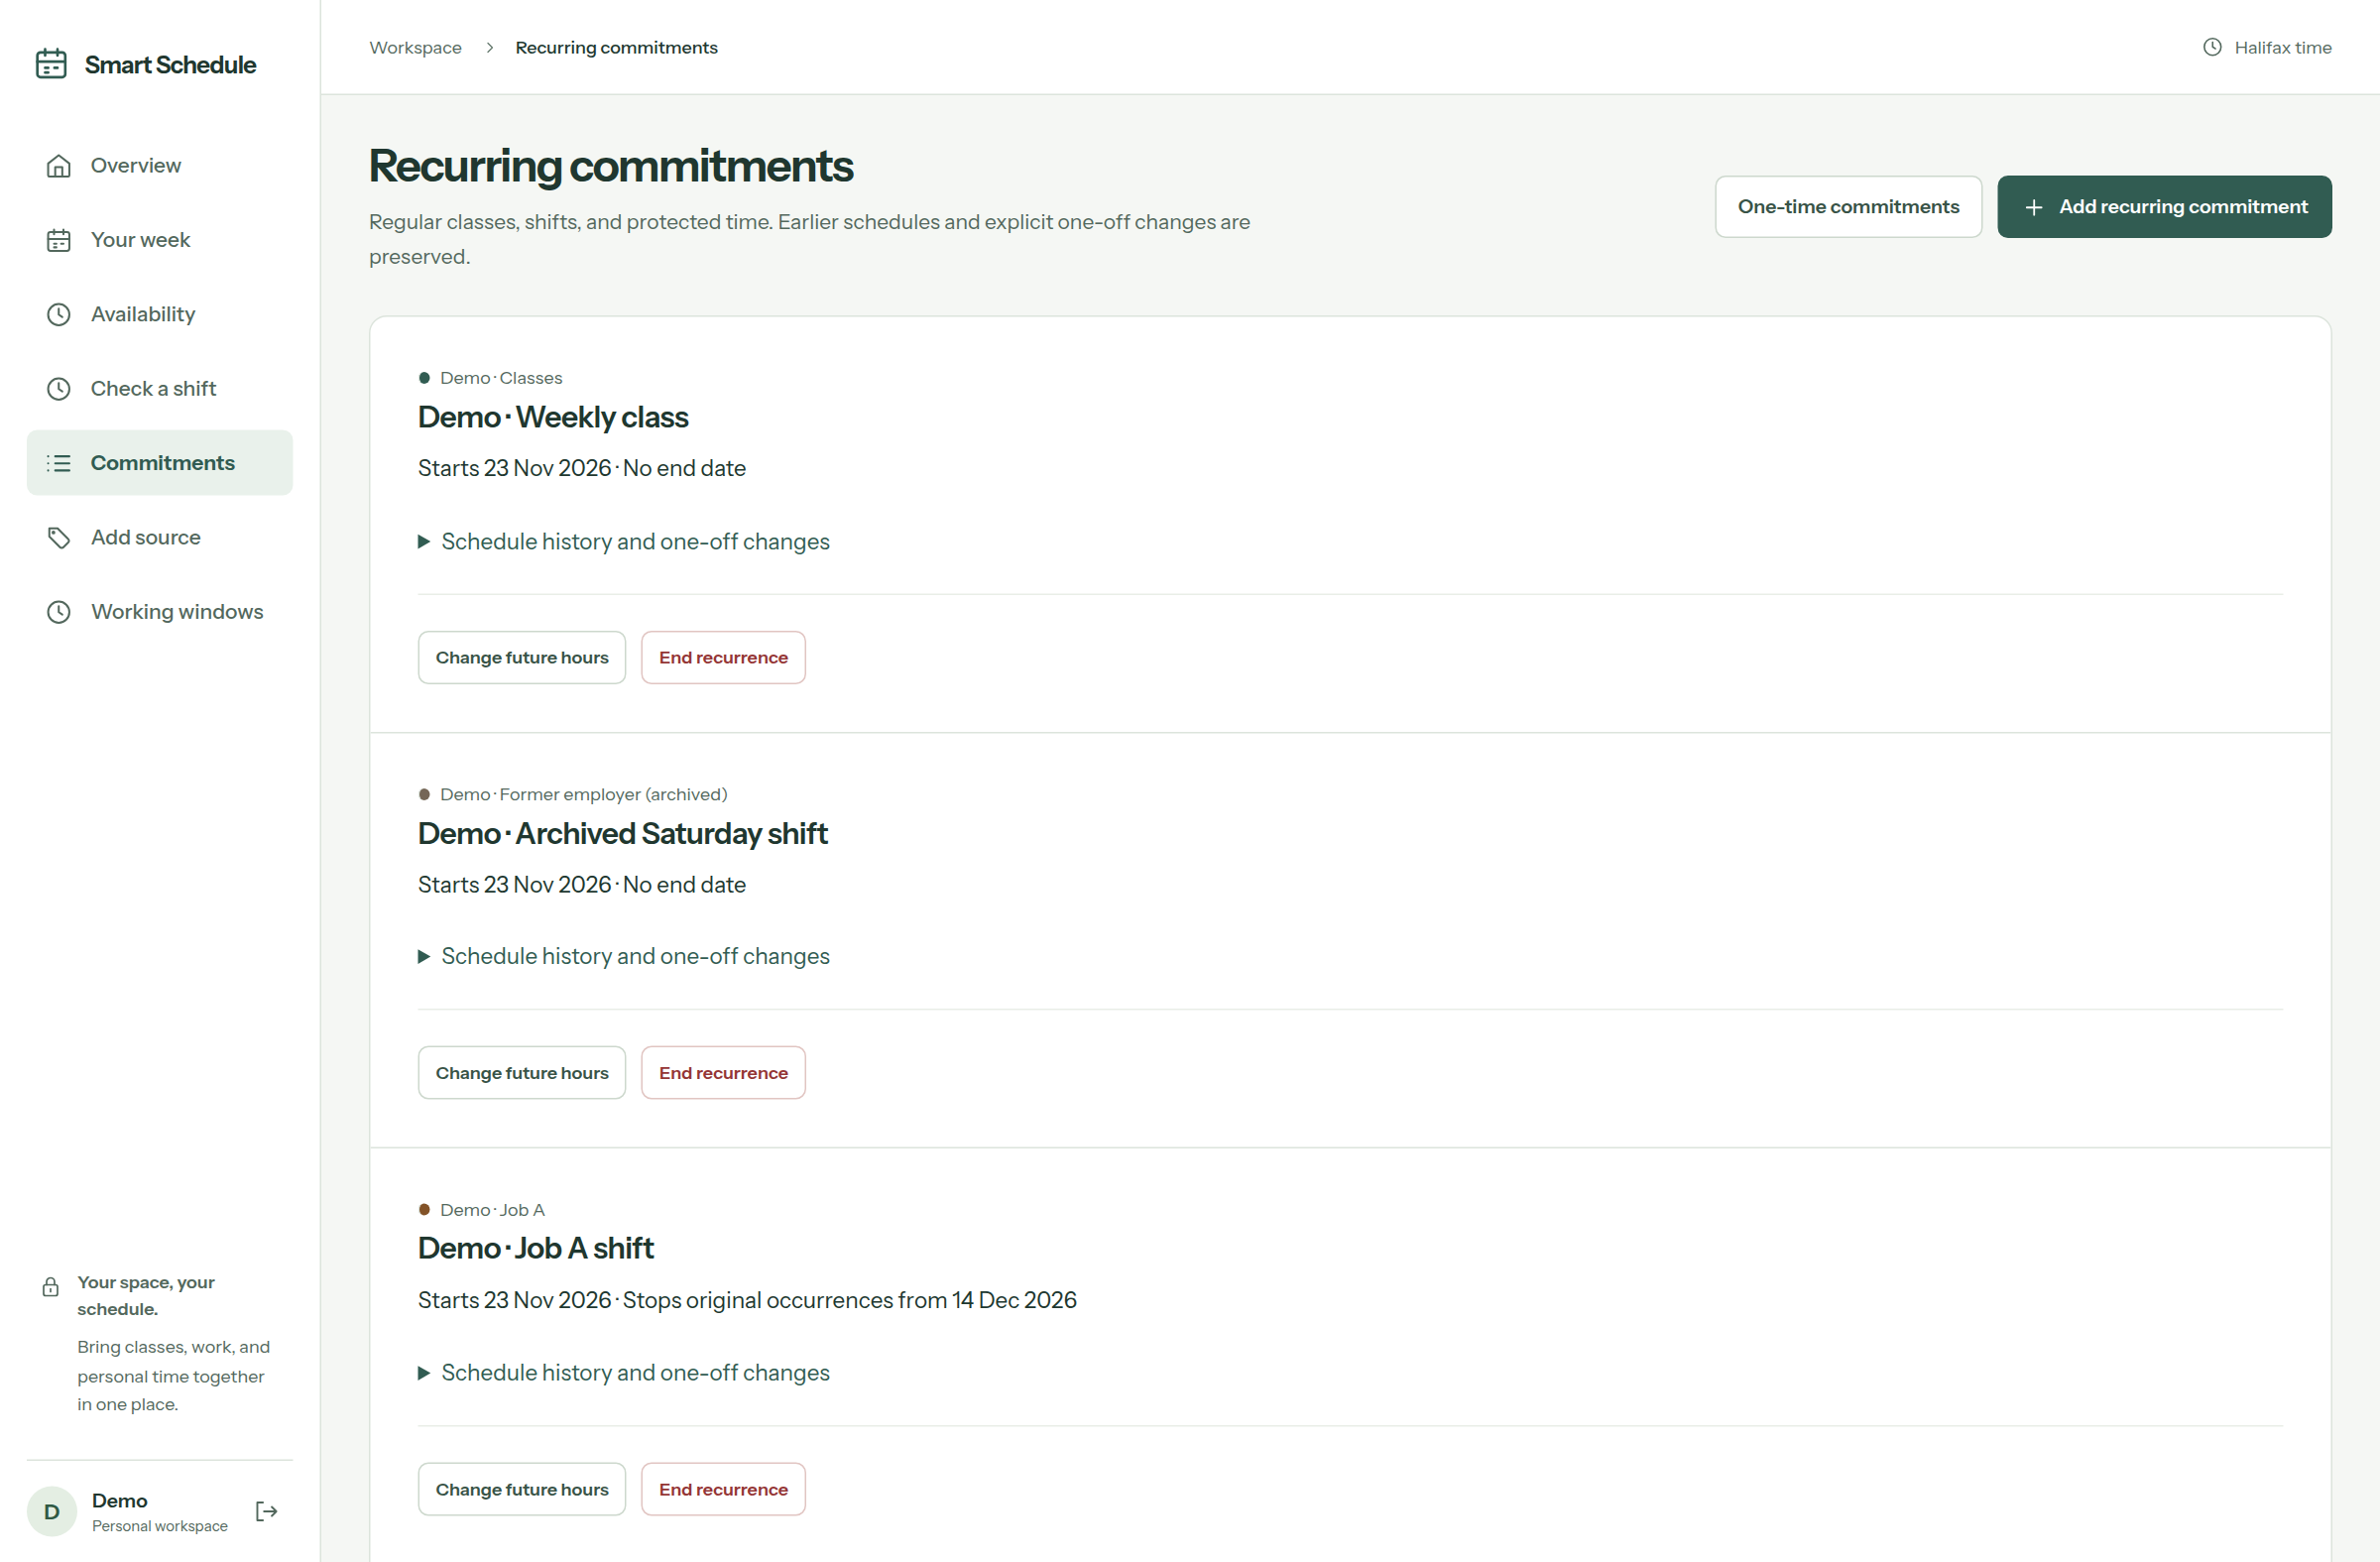 Smart Schedule
Overview
Your week
Availability
Check a shift
Commitments
Add source
Working windows
Your space, your
schedule.
Bring classes, work, and
personal time together
in one place.
D
Demo
Personal workspace
Workspace > Recurring commitments
Halifax time
Recurring commitments
Regular classes, shifts, and protected time. Earlier schedules and explicit one-off changes are
preserved.
One-time commitments
+ Add recurring commitment
Demo · Classes
Demo · Weekly class
Starts 23 Nov 2026 · No end date
Schedule history and one-off changes
Change future hours
End recurrence
Demo · Former employer (archived)
Demo · Archived Saturday shift
Starts 23 Nov 2026 · No end date
Schedule history and one-off changes
Change future hours
End recurrence
Demo · Job A
Demo · Job A shift
Starts 23 Nov 2026 · Stops original occurrences from 14 Dec 2026
Schedule history and one-off changes
Change future hours
End recurrence